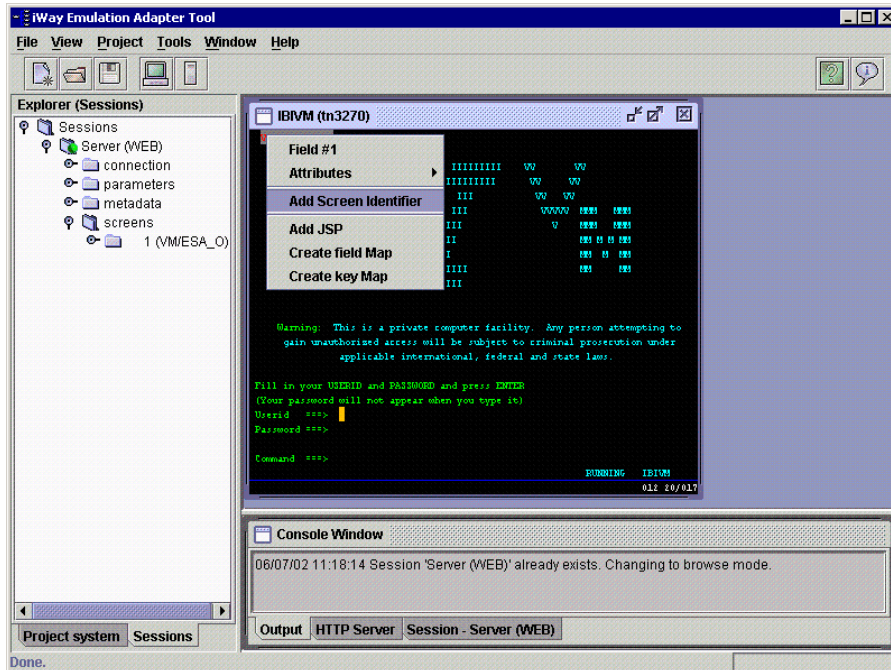 iWay Emulation Adapter Tool
File View Project Tools Window Help
Explorer (Sessions)
Sessions
Server (WEB)
connection
parameters
metadata
screens
1 (VM/ESA_O)
IBIVM (tn3270)
Field #1
Attributes
Add Screen Identifier
Add JSP
Create field Map
Create key Map
Warning: This is a private computer facility. Any person attempting to
gain unauthorized access will be subject to criminal prosecution under
applicable international, federal and state laws.
Fill in your USERID and PASSWORD and press ENTER
(Your password will not appear when you type it)
Userid ===>
Password ===>
Command ===>
RUNNING IBIVM
012 20/017
Console Window
06/07/02 11:18:14 Session 'Server (WEB)' already exists. Changing to browse mode.
Output HTTP Server Session - Server (WEB)
Project system Sessions
Done.